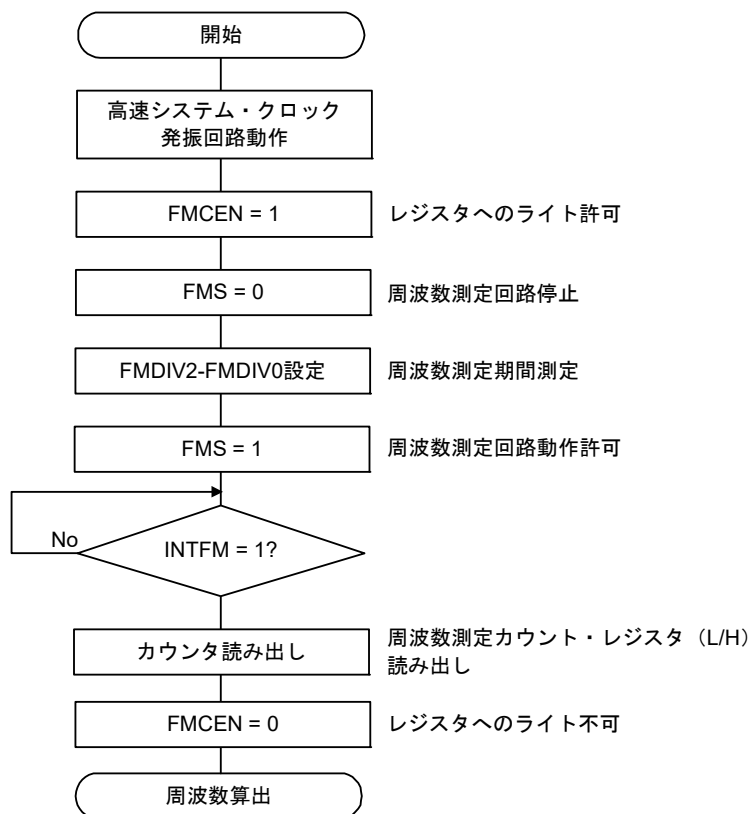 開始
高速システム・クロック
発振回路動作
FMCEN = 1
レジスタへのライト許可
FMS = 0
周波数測定回路停止
FMDIV2-FMDIV0設定
周波数測定期間測定
FMS = 1
周波数測定回路動作許可
No
INTFM = 1?
カウンタ読み出し
周波数測定カウント・レジスタ（L/H）
読み出し
FMCEN = 0
レジスタへのライト不可
周波数算出